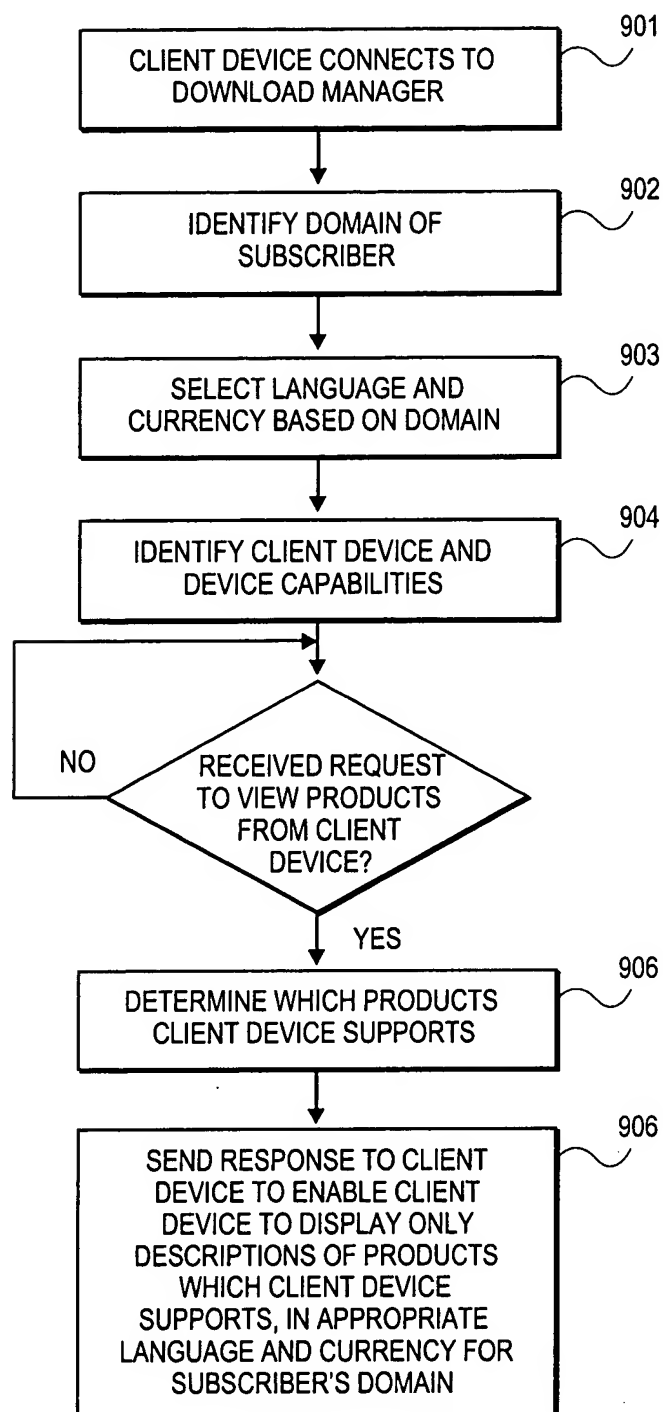 901
CLIENT DEVICE CONNECTS TO
DOWNLOAD MANAGER
902
IDENTIFY DOMAIN OF
SUBSCRIBER
903
SELECT LANGUAGE AND
CURRENCY BASED ON DOMAIN
904
IDENTIFY CLIENT DEVICE AND
DEVICE CAPABILITIES
NO
RECEIVED REQUEST
TO VIEW PRODUCTS
FROM CLIENT
DEVICE?
YES
906
DETERMINE WHICH PRODUCTS
CLIENT DEVICE SUPPORTS
906
SEND RESPONSE TO CLIENT
DEVICE TO ENABLE CLIENT
DEVICE TO DISPLAY ONLY
DESCRIPTIONS OF PRODUCTS
WHICH CLIENT DEVICE
SUPPORTS, IN APPROPRIATE
LANGUAGE AND CURRENCY FOR
SUBSCRIBER'S DOMAIN